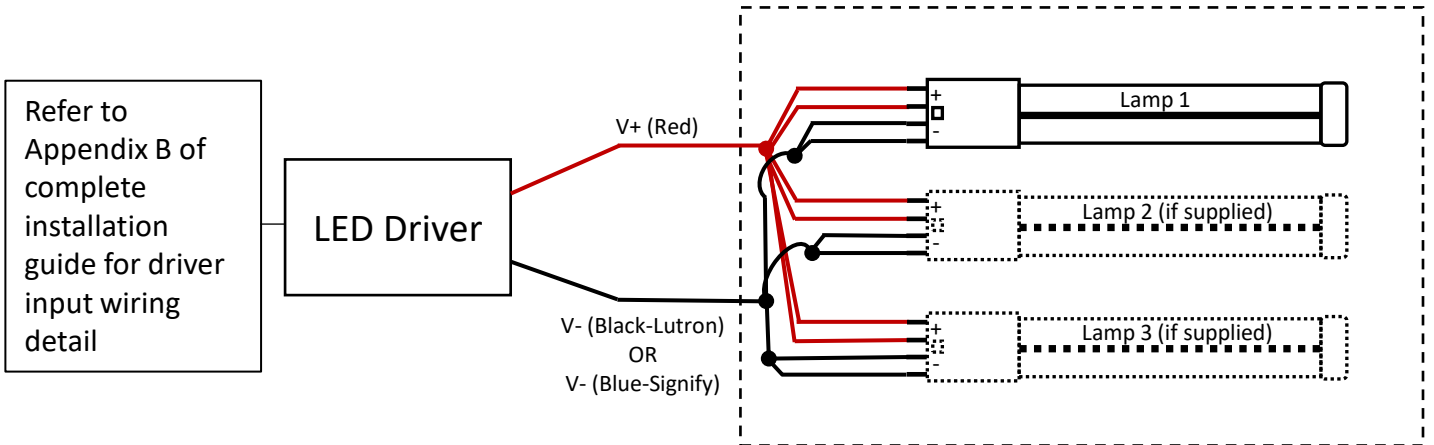 Refer to
Appendix B of
complete
installation
guide for driver
input wiring
detail
LED Driver
V+ (Red)
V- (Black-Lutron)
OR
V- (Blue-Signify)
+
-
Lamp 1
+
-
Lamp 2 (if supplied)
+
-
Lamp 3 (if supplied)